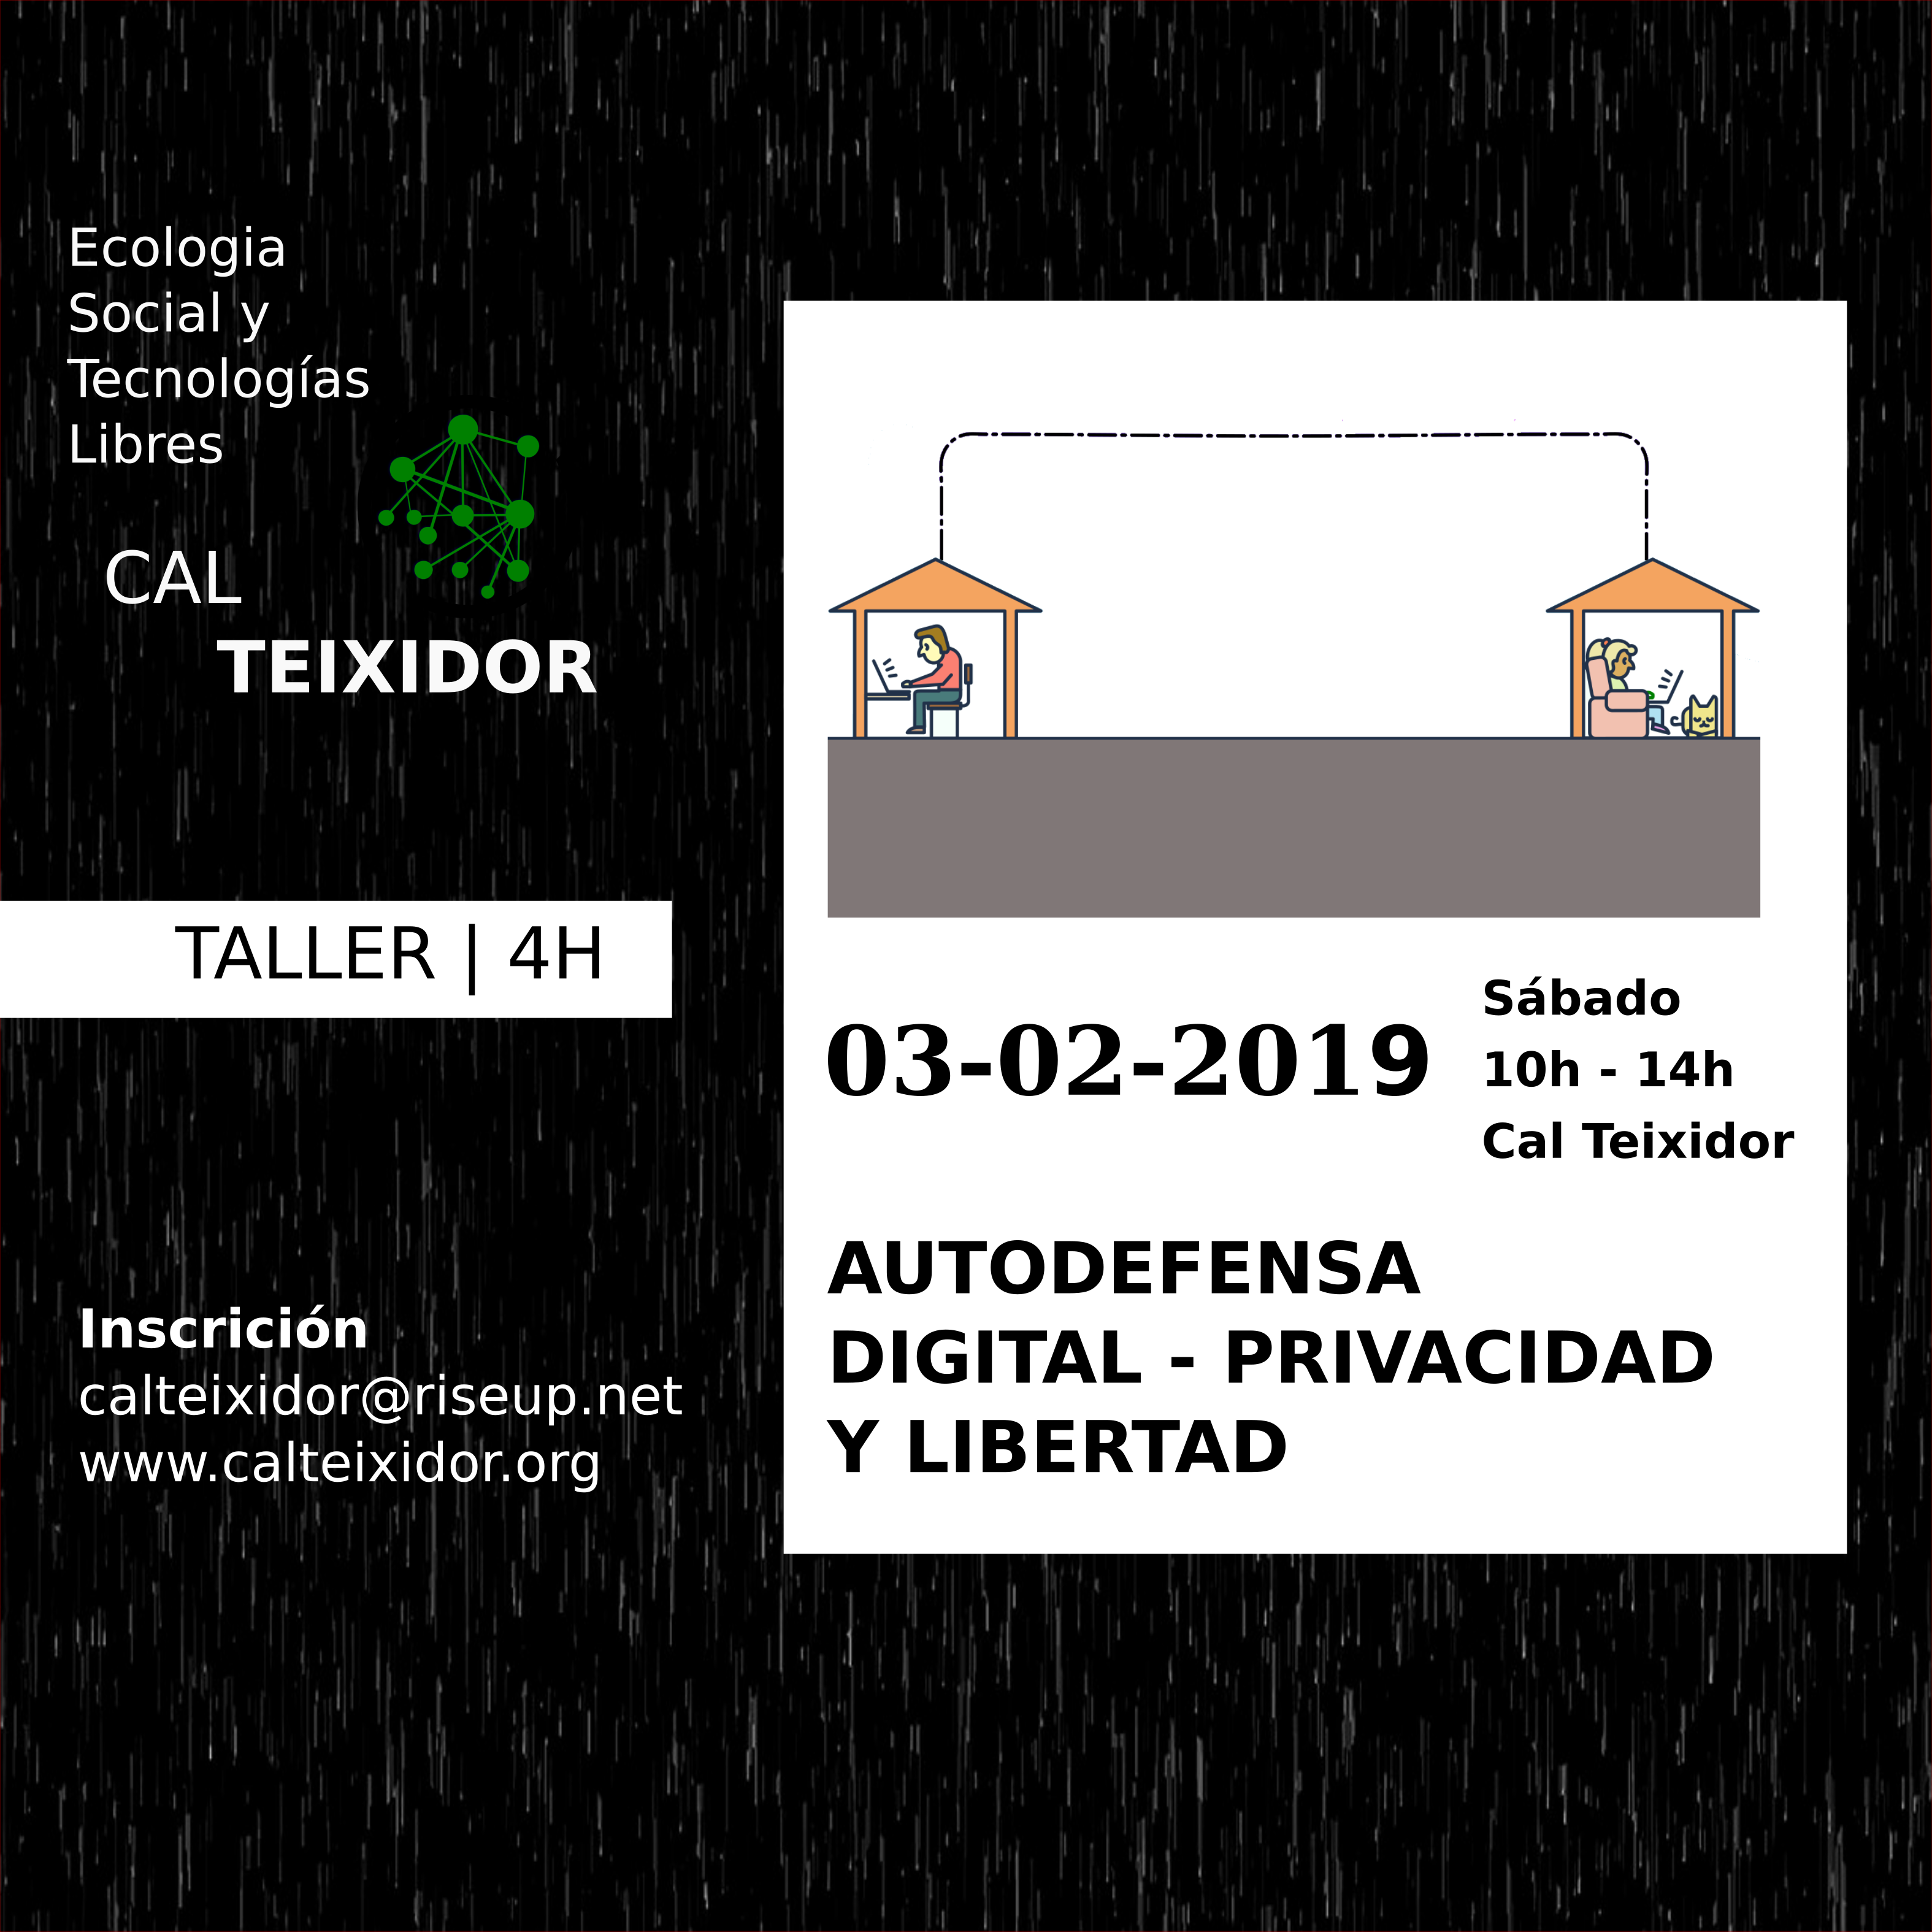 Ecologia
Social y
Tecnologías
Libres
CAL
TEIXIDOR
TALLER | 4H
Inscrición
calteixidor@riseup.net
www.calteixidor.org
03-02-2019
Sábado
10h - 14h
Cal Teixidor
AUTODEFENSA
DIGITAL - PRIVACIDAD
Y LIBERTAD